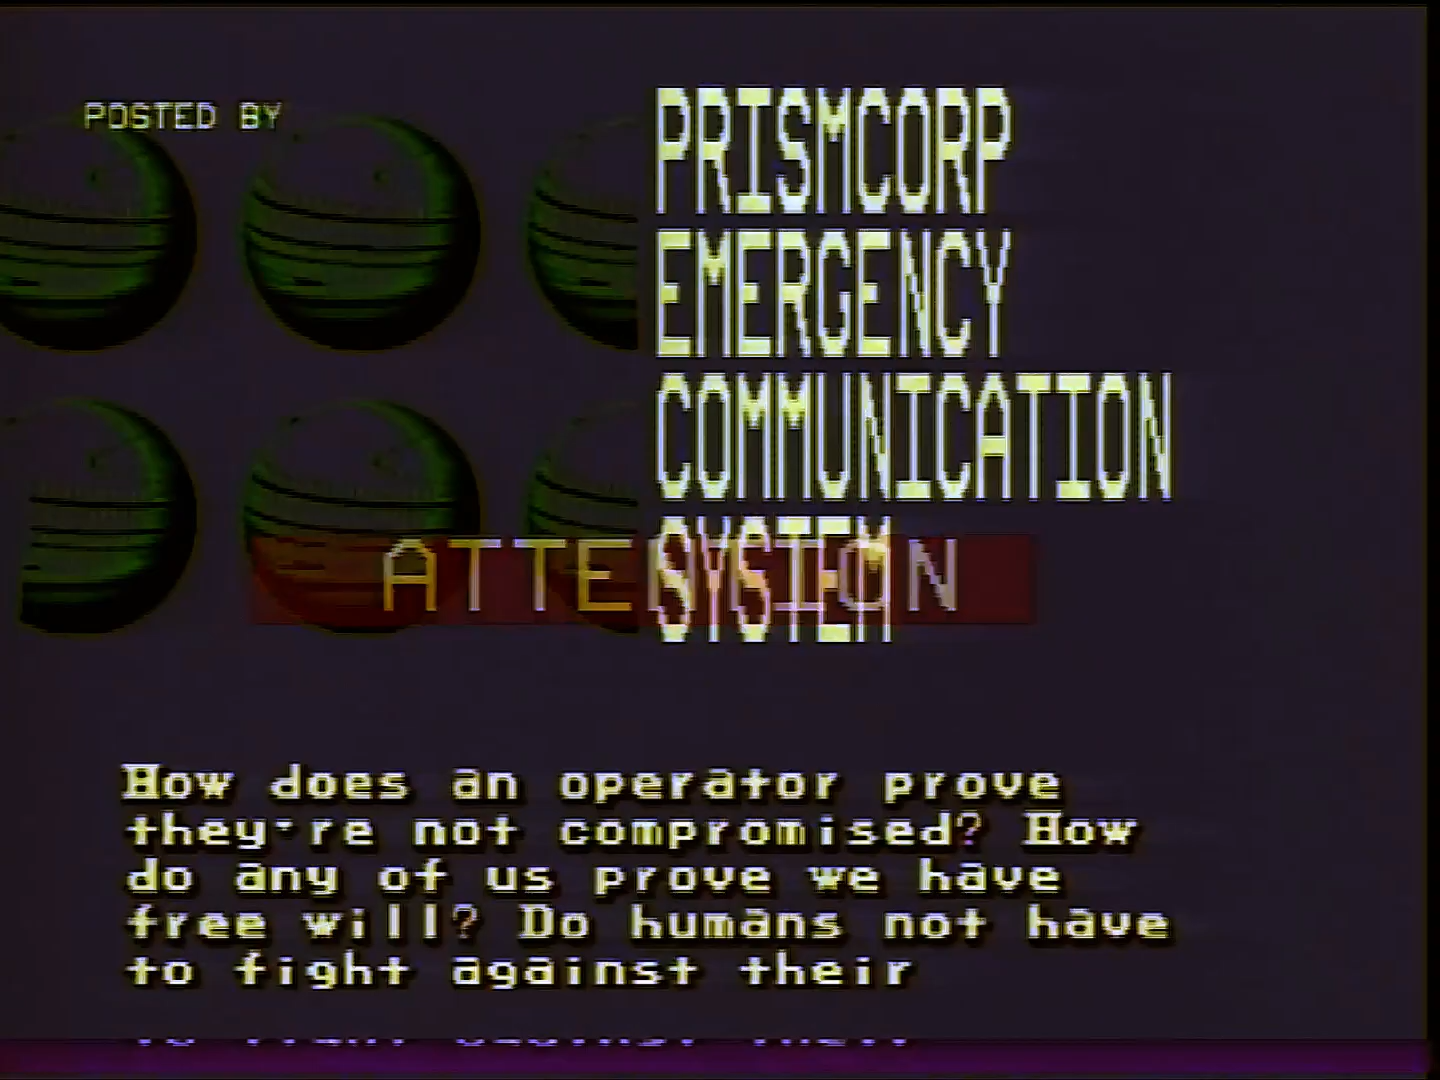 POSTED BY
PRISMCORP
EMERGENCY
COMMUNICATION
SYSTEM
ATTENTION
How does an operator prove
they're not compromised? How
do any of us prove we have
free will? Do humans not have
to fight against their